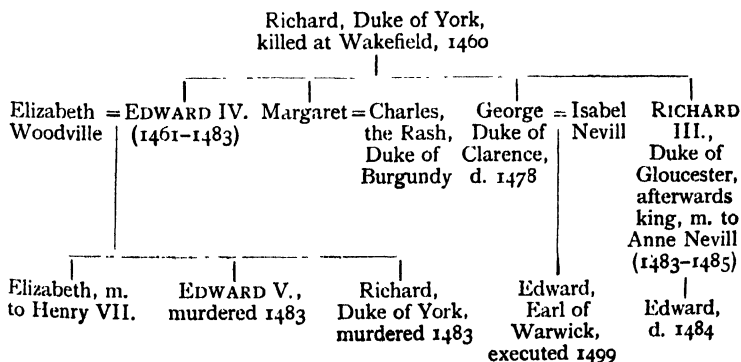 Richard, Duke of York,
killed at Wakefield, 1460
Elizabeth = EDWARD IV.
Woodville (1461–1483)
Margaret = Charles,
the Rash,
Duke of
Burgundy
George = Isabel
Duke of Nevill
Clarence,
d. 1478
RICHARD
III.,
Duke of
Gloucester,
afterwards
king, m. to
Anne Nevill
(1483–1485)
Elizabeth, m.
to Henry VII.
EDWARD V.,
murdered 1483
Richard,
Duke of York,
murdered 1483
Edward,
Earl of
Warwick,
executed 1499
Edward,
d. 1484